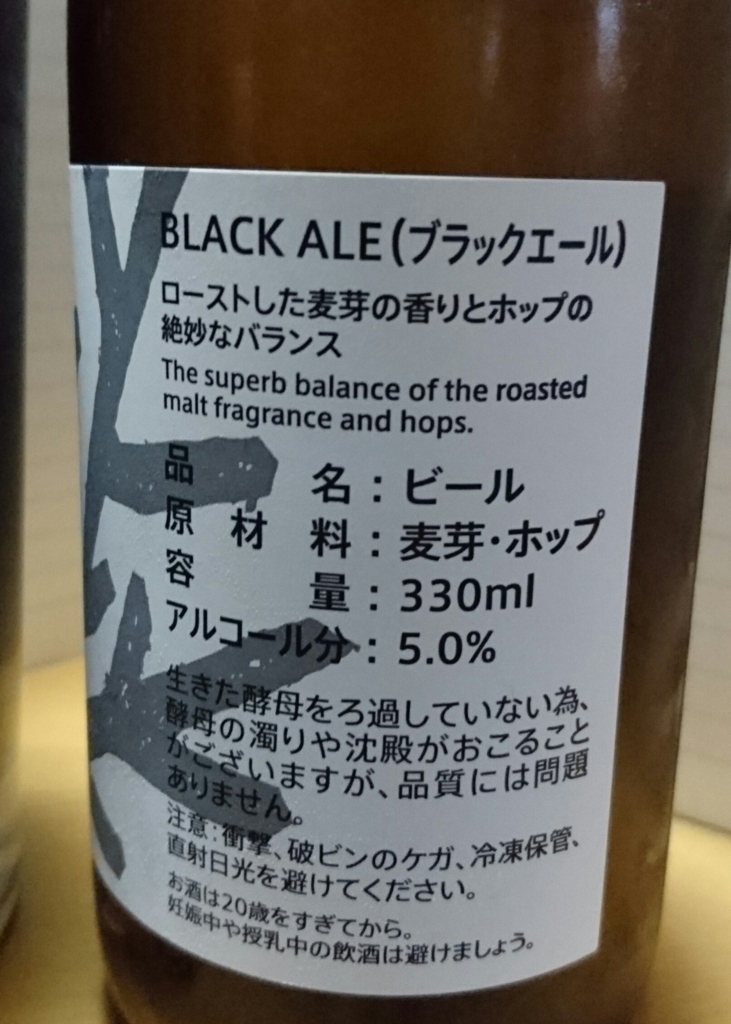 BLACK ALE(ブラックエール)
ローストした麦芽の香りとホップの
絶妙なバランス
The superb balance of the roasted
malt fragrance and hops.
品名：ビール
原材料：麦芽・ホップ
容量：330ml
アルコール分：5.0%
生きた酵母をろ過していない為、
酵母の濁りや沈殿がおこること
がございますが、品質には問題
ありません。
注意：衝撃、破ビンのケガ、冷凍保管、
直射日光を避けてください。
お酒は20歳をすぎてから。
妊娠中や授乳中の飲酒は避けましょう。